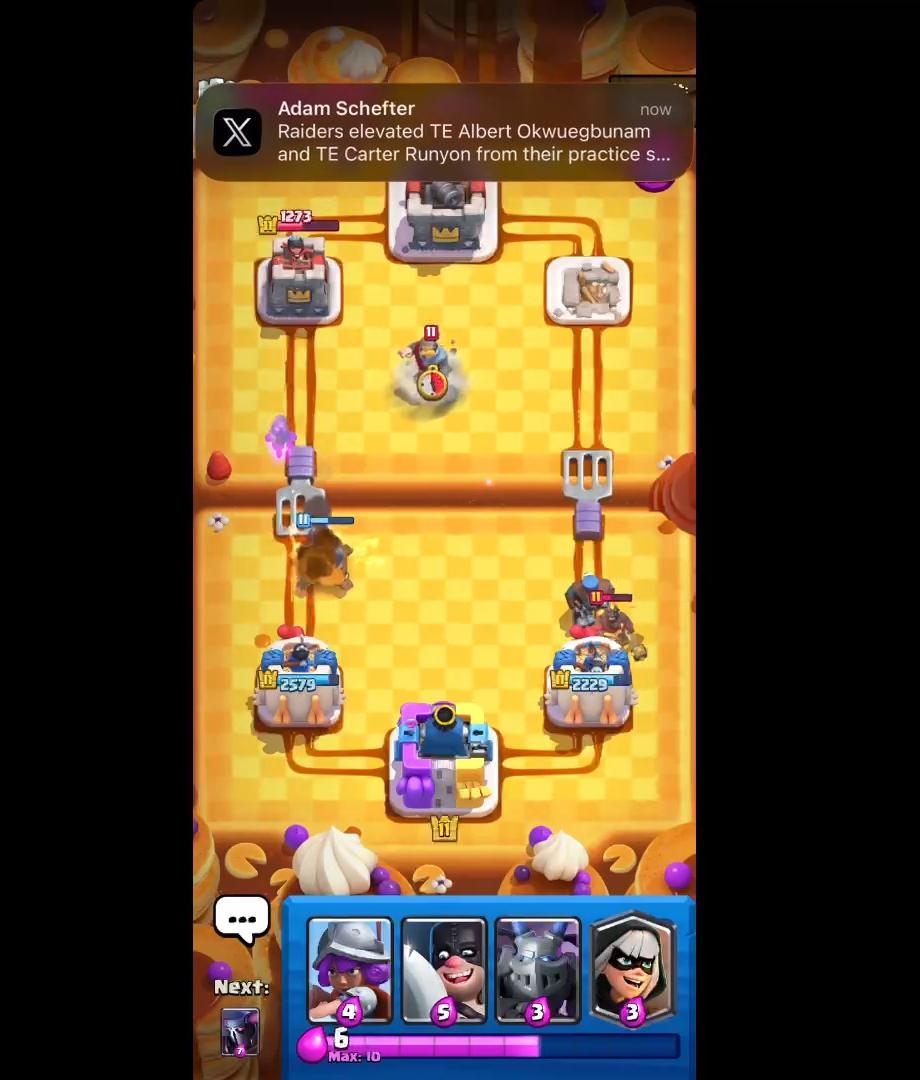 Adam Schefter
now
Raiders elevated TE Albert Okwuegbunam
and TE Carter Runyon from their practice s...
1273
11
11
11
2579
2229
11
Next:
4
5
3
3
7
6
Max: 10